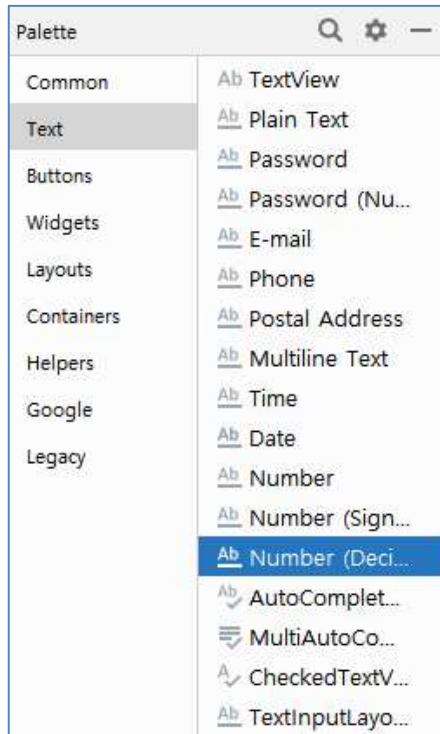 Palette
Common
Text
Buttons
Widgets
Layouts
Containers
Helpers
Google
Legacy
Ab TextView
Ab Plain Text
Ab Password
Ab Password (Nu...
Ab E-mail
Ab Phone
Ab Postal Address
Ab Multiline Text
Ab Time
Ab Date
Ab Number
Ab Number (Sign...
Ab Number (Deci...
Ab AutoComplet...
MultiAutoCo...
A CheckedTextV...
Ab TextInputLayo...